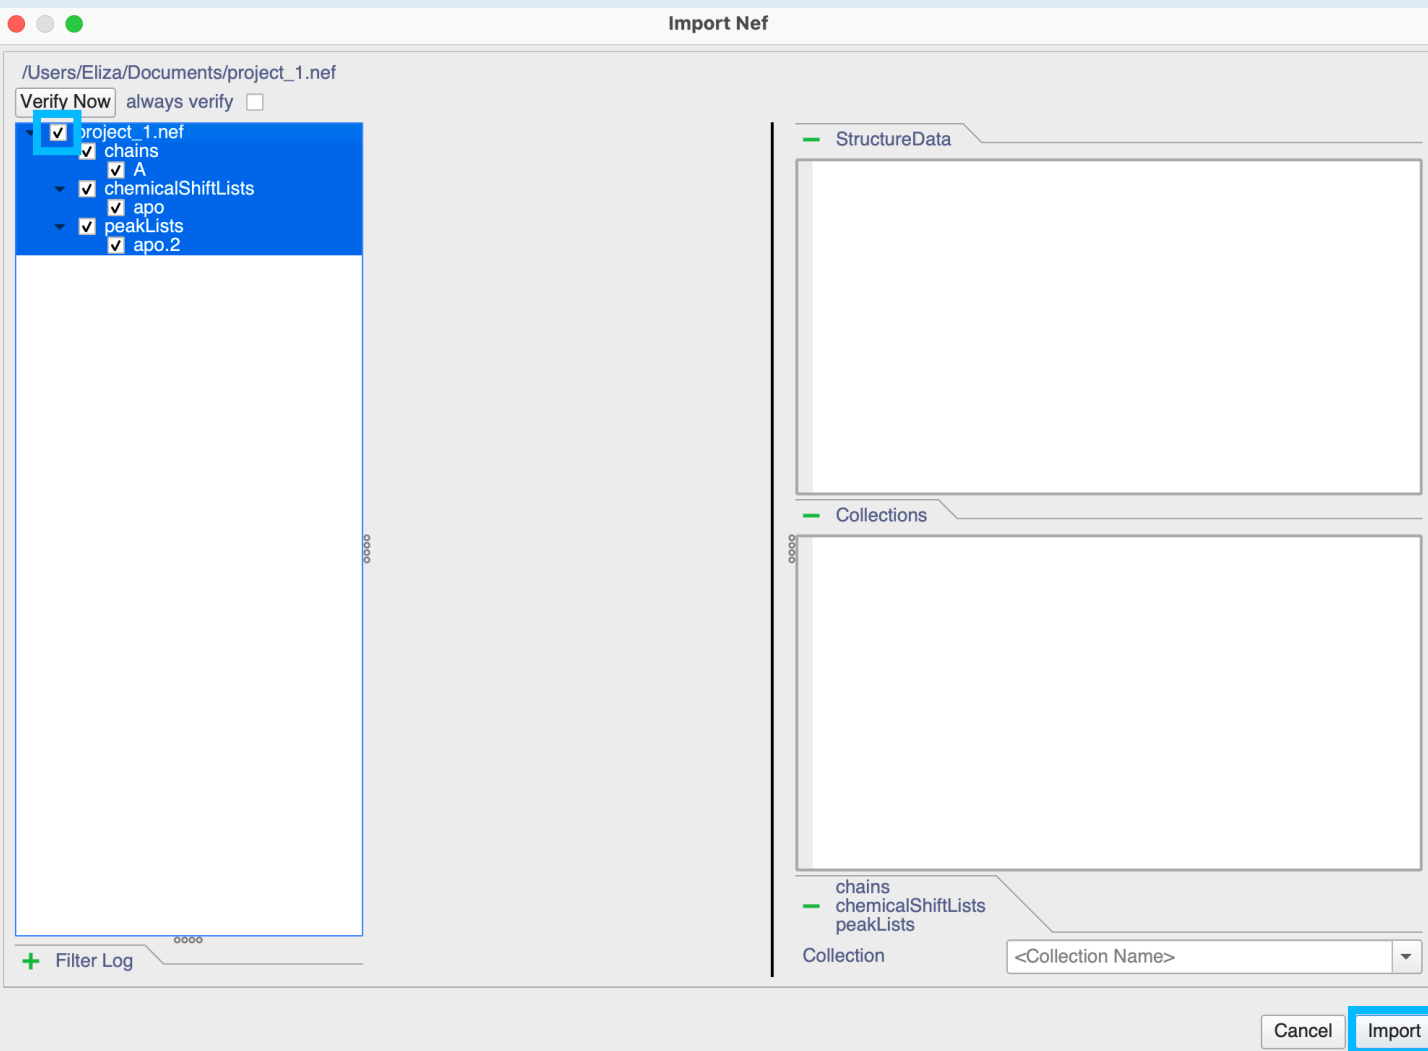 Import Nef
/Users/Eliza/Documents/project_1.nef
Verify Now always verify
project_1.nef
chains
A
chemicalShiftLists
apo
peakLists
apo.2
Filter Log
StructureData
Collections
chains
chemicalShiftLists
peakLists
Collection <Collection Name>
Cancel Import